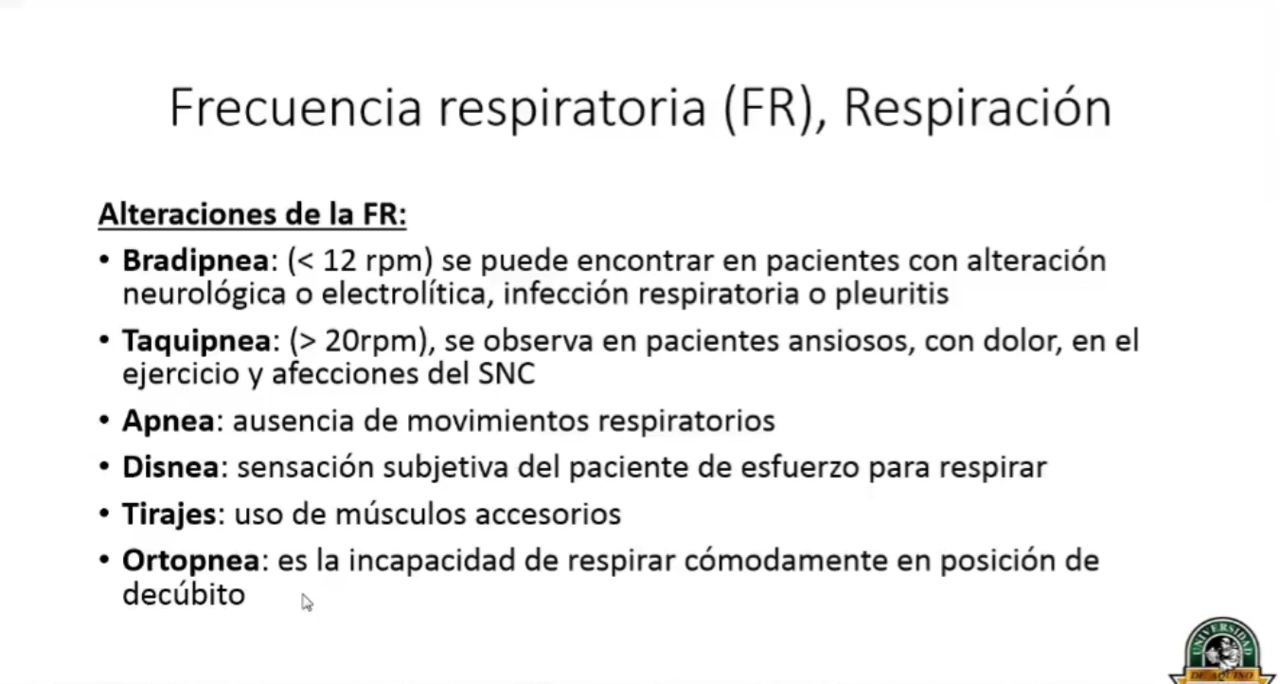 Frecuencia respiratoria (FR), Respiración
Alteraciones de la FR:
• Bradipnea: (< 12 rpm) se puede encontrar en pacientes con alteración
neurológica o electrolítica, infección respiratoria o pleuritis
• Taquipnea: (> 20rpm), se observa en pacientes ansiosos, con dolor, en el
ejercicio y afecciones del SNC
• Apnea: ausencia de movimientos respiratorios
• Disnea: sensación subjetiva del paciente de esfuerzo para respirar
• Tirajes: uso de músculos accesorios
• Ortopnea: es la incapacidad de respirar cómodamente en posición de
decúbito
UNIVERSIDAD
DE AQUINO